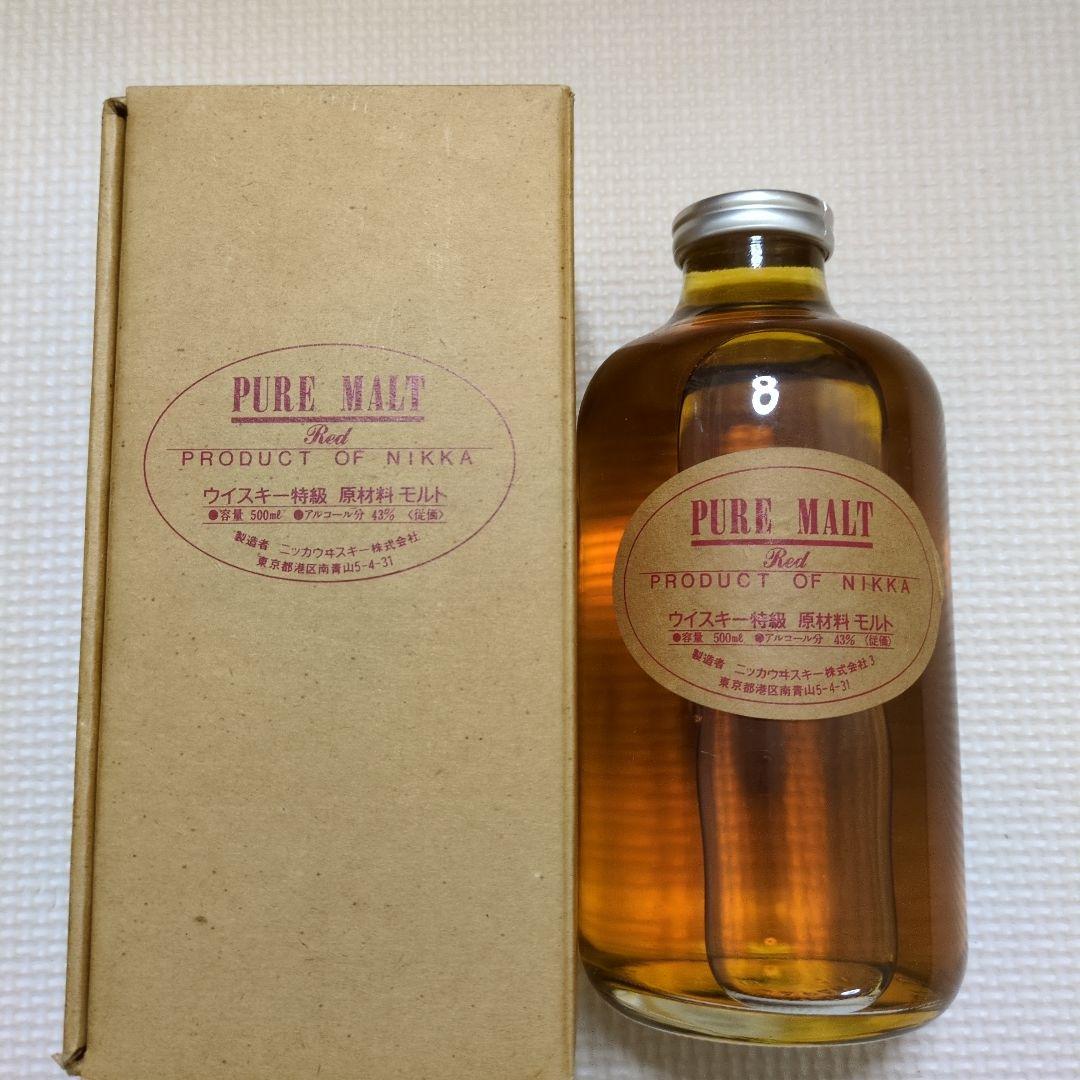 PURE MALT
Red
PRODUCT OF NIKKA
ウイスキー特級 原材料 モルト
●容量 500㎖ ●アルコール分 43% 〈従価〉
製造者 ニッカウヰスキー株式会社
東京都港区南青山5-4-31
8
PURE MALT
Red
PRODUCT OF NIKKA
ウイスキー特級 原材料 モルト
●容量 500㎖ ●アルコール分 43% 〈従価〉
製造者 ニッカウヰスキー株式会社 3
東京都港区南青山5-4-31